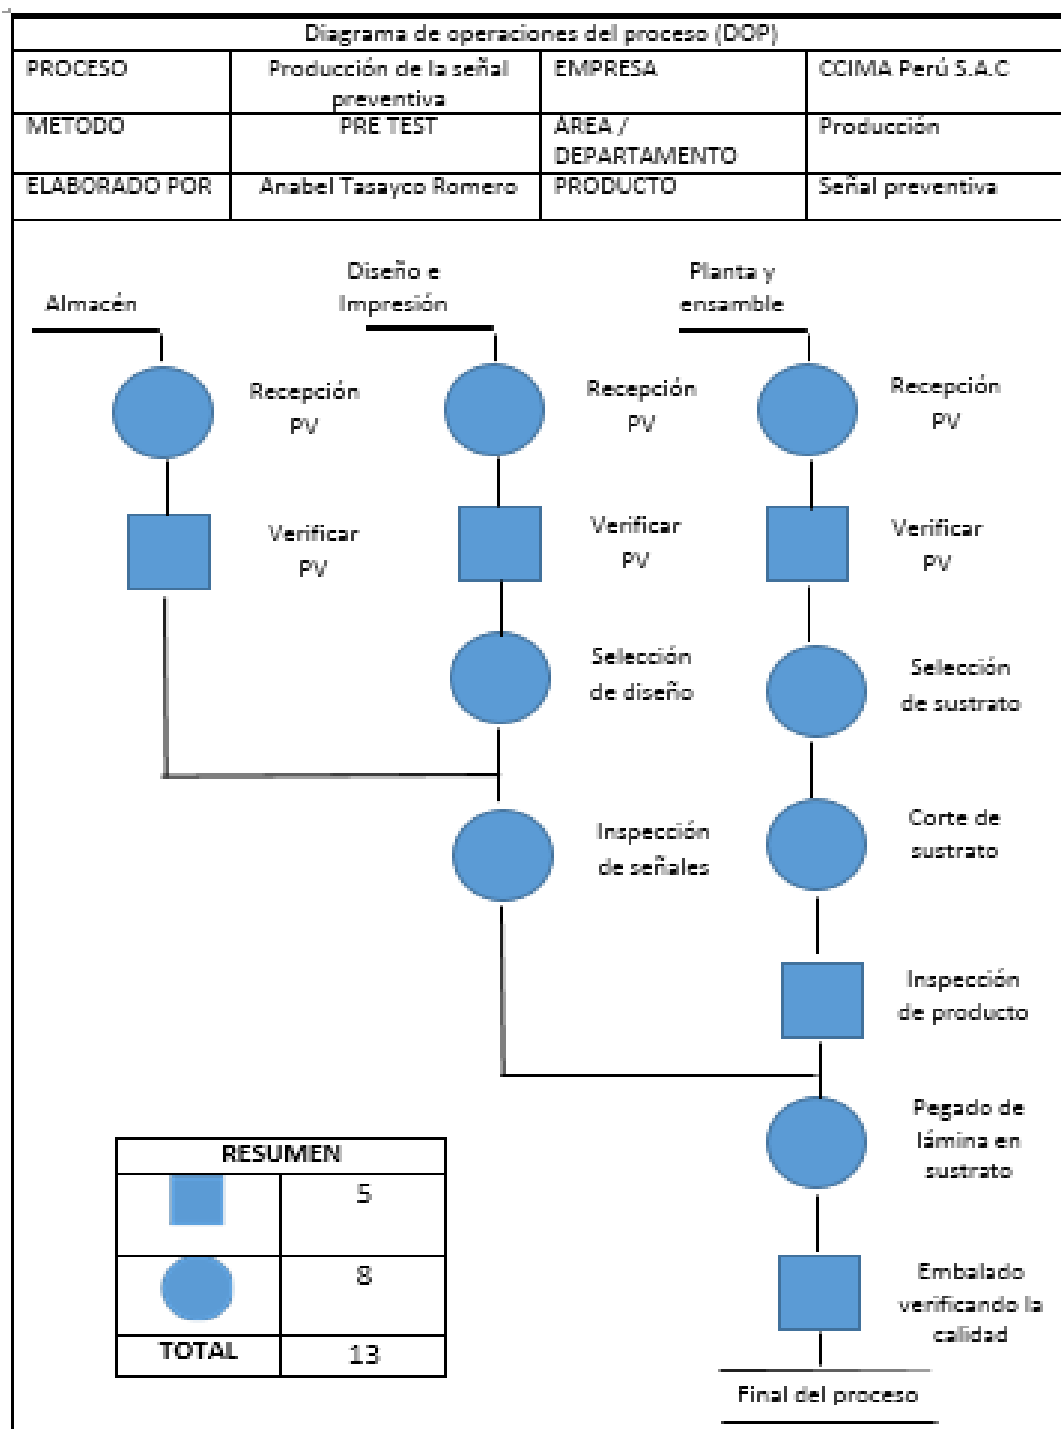 Diagrama de operaciones del proceso (DOP)
PROCESO
Producción de la señal
preventiva
EMPRESA
CCIMA Perú S.A.C
METODO
PRE TEST
AREA /
DEPARTAMENTO
Producción
ELABORADO POR
Anabel Tasayco Romero
PRODUCTO
Señal preventiva
Almacén
Diseño e
Impresión
Planta y
ensamble
Recepción
PV
Recepción
PV
Recepción
PV
Verificar
PV
Verificar
PV
Verificar
PV
Selección
de diseño
Selección
de sustrato
Inspección
de señales
Corte de
sustrato
Inspección
de producto
Pegado de
lámina en
sustrato
Embalado
verificando la
calidad
Final del proceso
RESUMEN
5
8
TOTAL
13